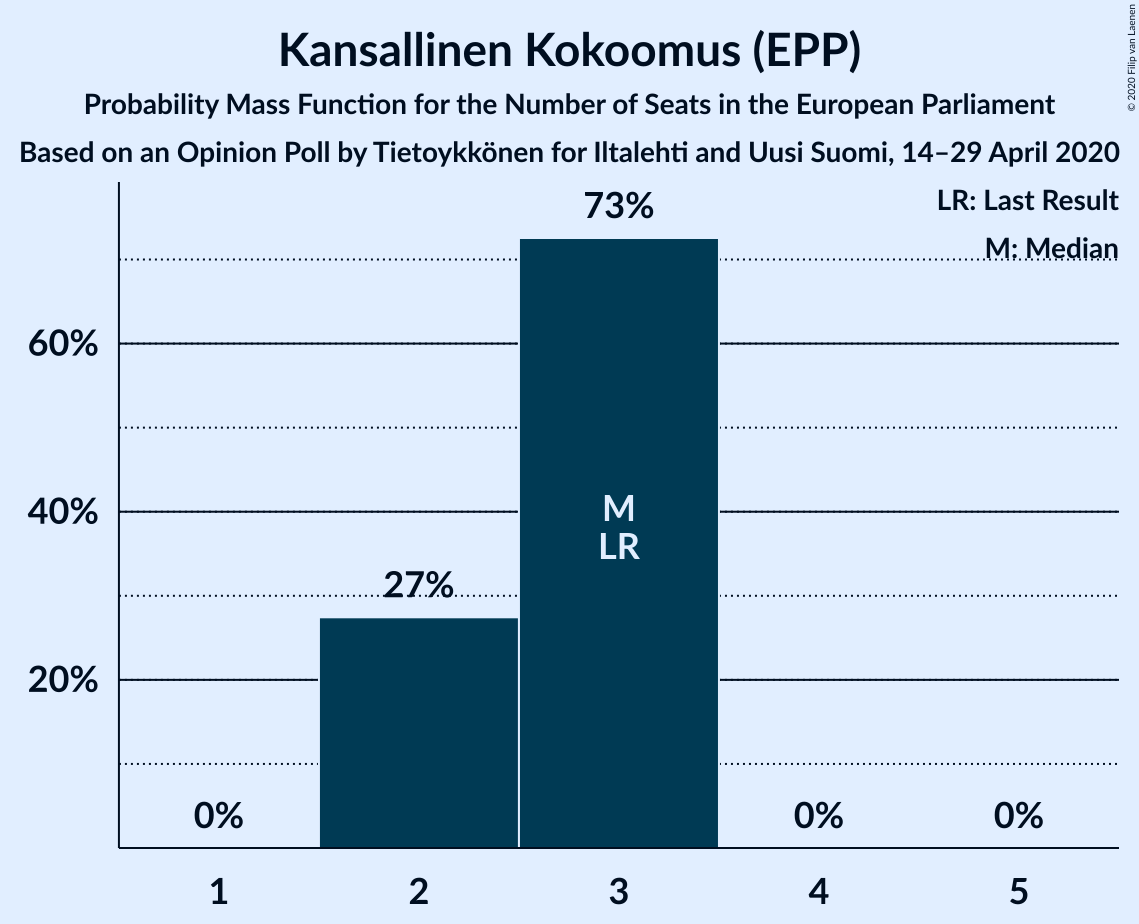 Kansallinen Kokoomus (EPP)
Probability Mass Function for the Number of Seats in the European Parliament
Based on an Opinion Poll by Tietoykkönen for Iltalehti and Uusi Suomi, 14–29 April 2020
© 2020 Filip van Laenen
LR: Last Result
M: Median
73%
60%
40%
M
LR
27%
20%
0%
0%
0%
1
2
3
4
5